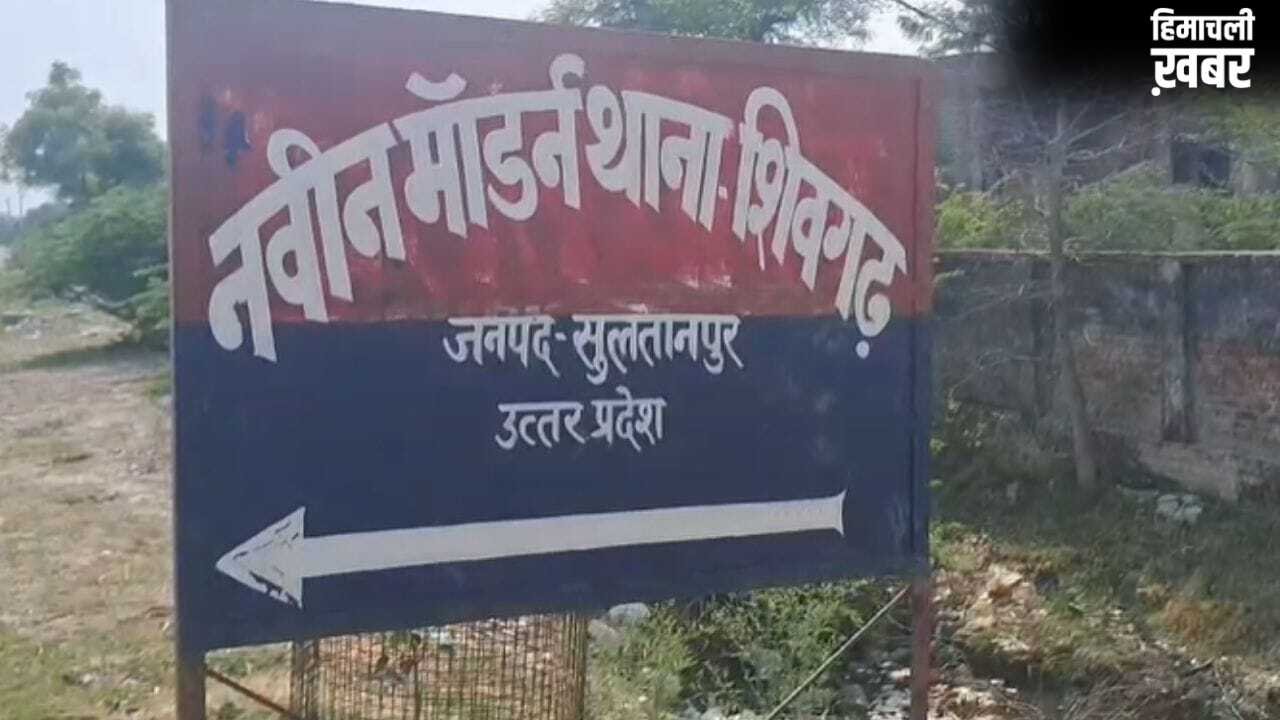 हिमाचली
ख़बर
नवीन मॉडर्न थाना-शिवगढ़
जनपद-सुलतानपुर
उत्तर प्रदेश